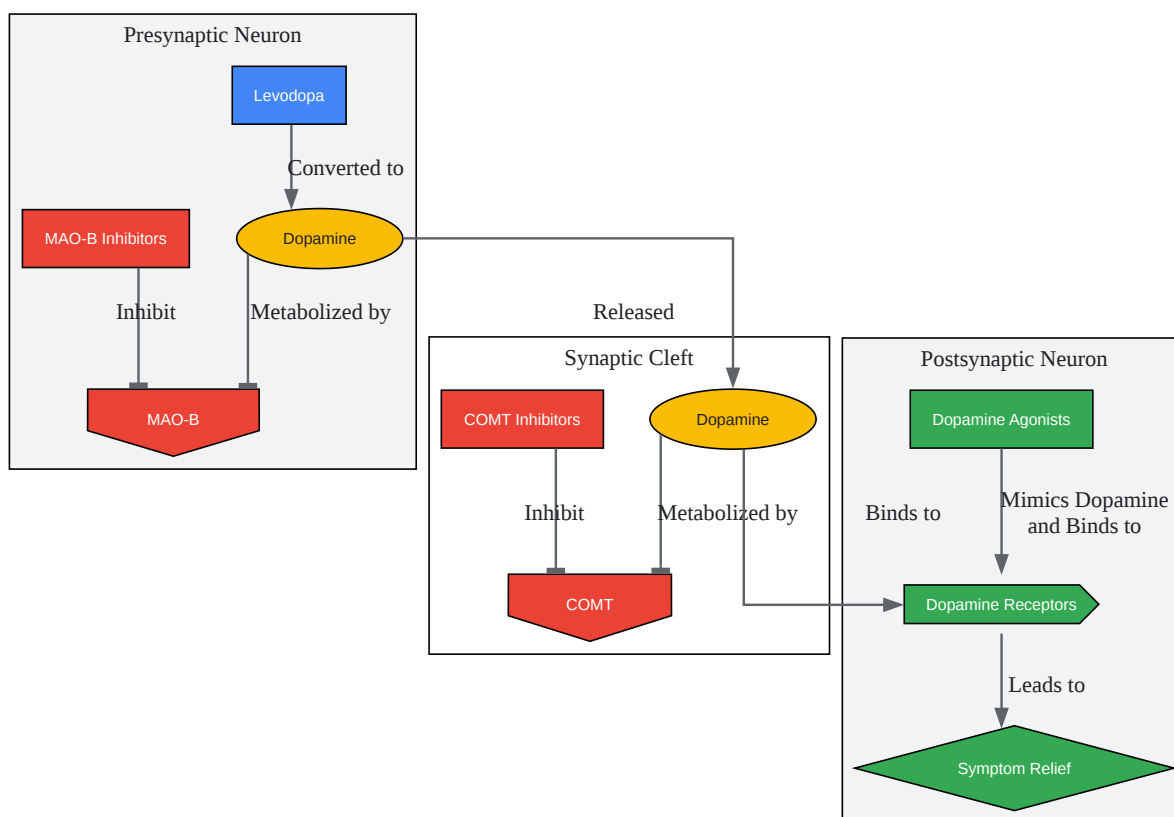 Presynaptic Neuron
Levodopa
Converted to
MAO-B Inhibitors
Dopamine
Inhibit
Metabolized by
MAO-B
Released
Synaptic Cleft
COMT Inhibitors
Dopamine
Inhibit
Metabolized by
COMT
Postsynaptic Neuron
Dopamine Agonists
Binds to
Mimics Dopamine
and Binds to
Dopamine Receptors
Leads to
Symptom Relief